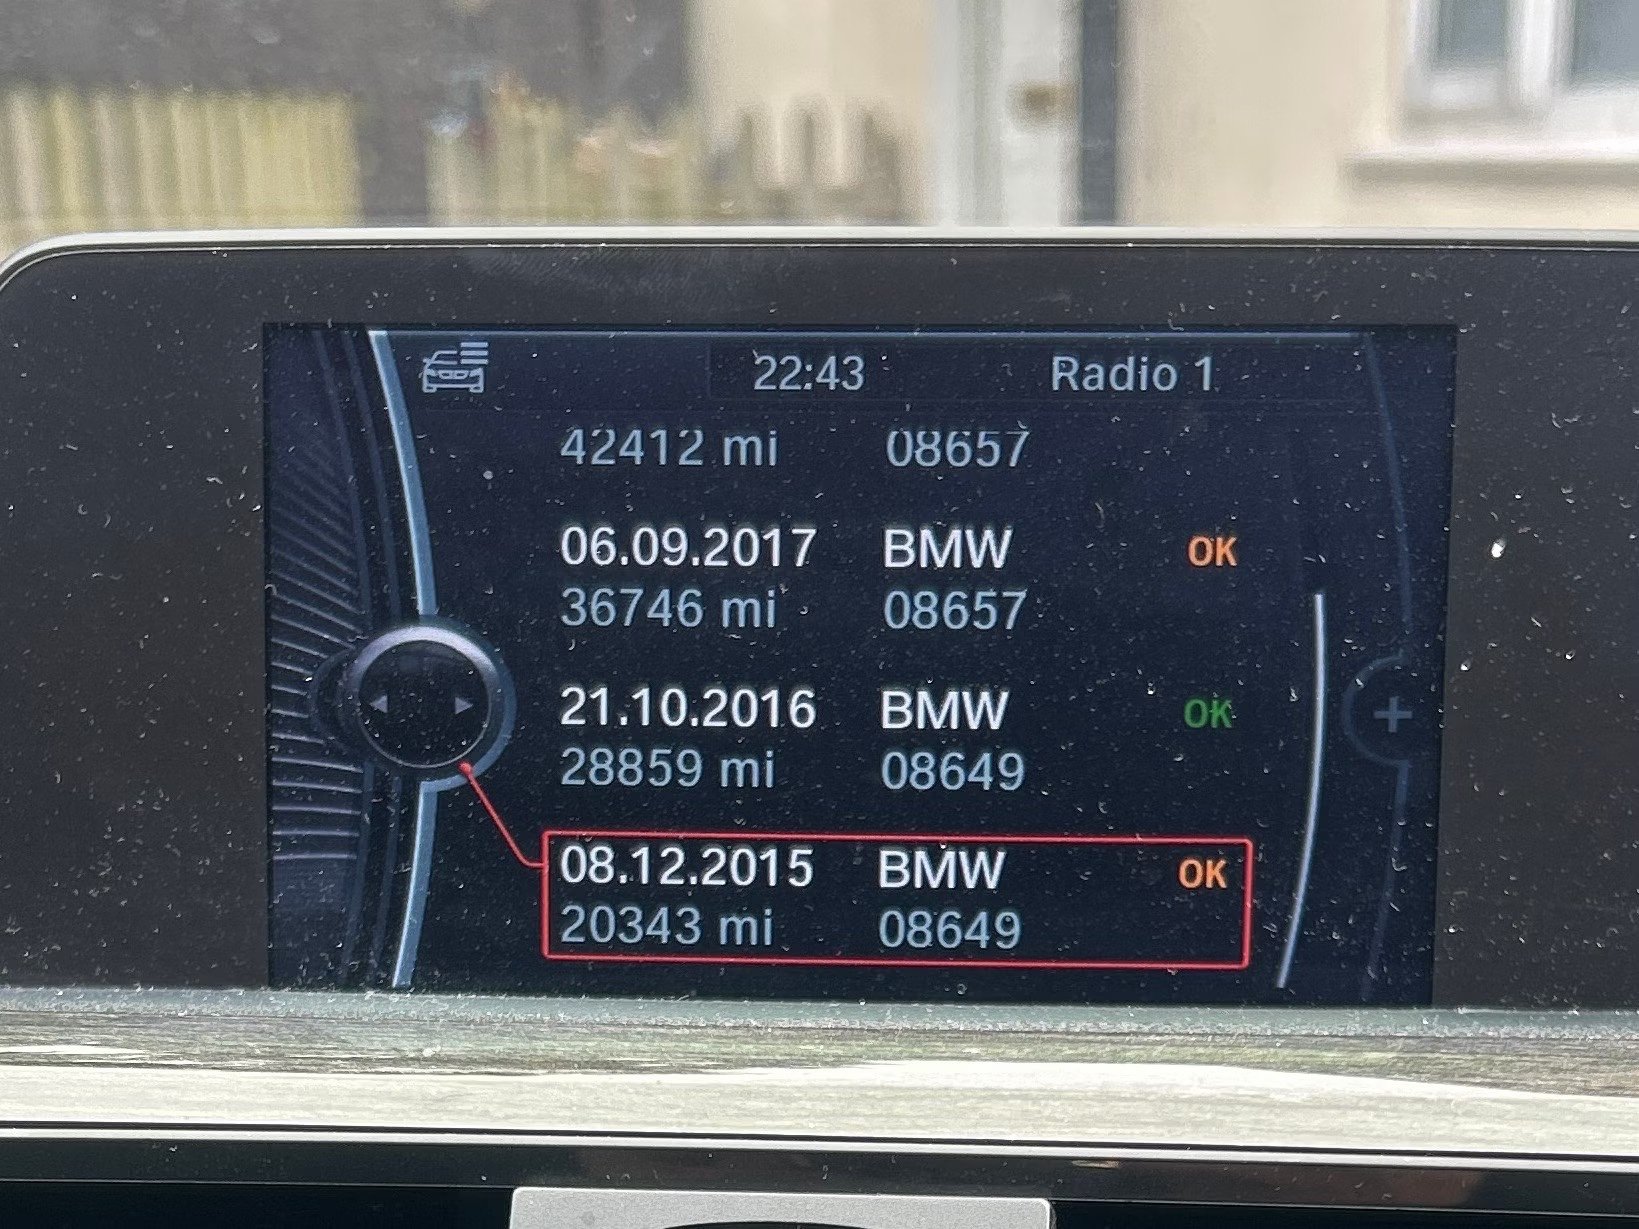 22:43 Radio 1
42412 mi 08657
06.09.2017 BMW OK
36746 mi 08657
21.10.2016 BMW OK
28859 mi 08649
08.12.2015 BMW OK
20343 mi 08649